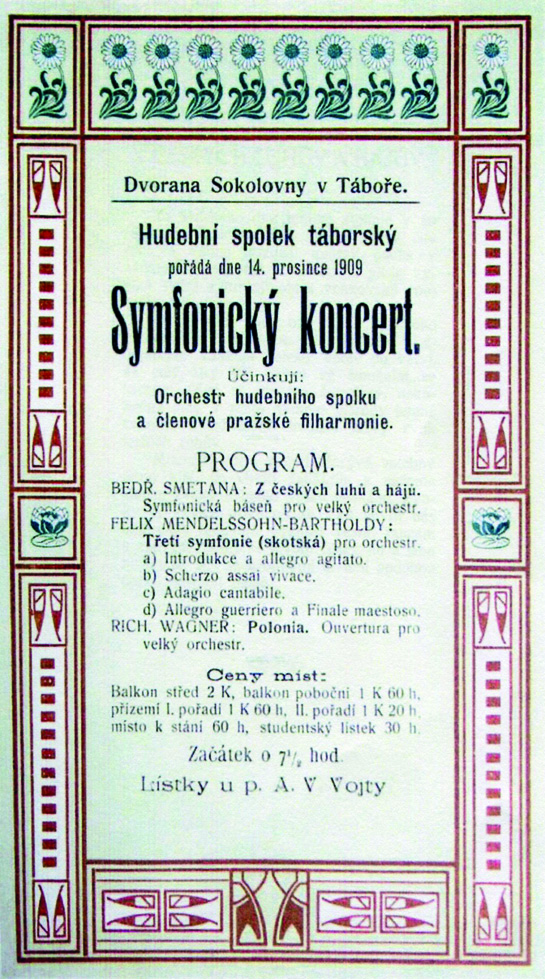 Dvorana Sokolovny v Táboře.
Hudební spolek táborský
pořádá dne 14. prosince 1909
Symfonický koncert.
Účinkují:
Orchestr hudebního spolku
a členové pražské filharmonie.
PROGRAM.
BEDŘ. SMETANA: Z českých luhů a hájů.
Symfonická báseň pro velký orchestr.
FELIX MENDELSSOHN-BARTHOLDY:
Třetí symfonie (skotská) pro orchestr.
a) Introdukce a allegro agitato.
b) Scherzo assai vivace.
c) Adagio cantabile.
d) Allegro guerriero a Finale maestoso.
RICH. WAGNER: Polonia. Ouvertura pro
velký orchestr.
Ceny míst:
Balkon střed 2 K, balkon pobočni 1 K 60 h,
přízemí I. pořadí 1 K 60 h, II. pořadí 1 K 20 h,
místo k stání 60 h, studentský lístek 30 h.
Začátek o 7½ hod.
Lístky u p. A. V Vojty